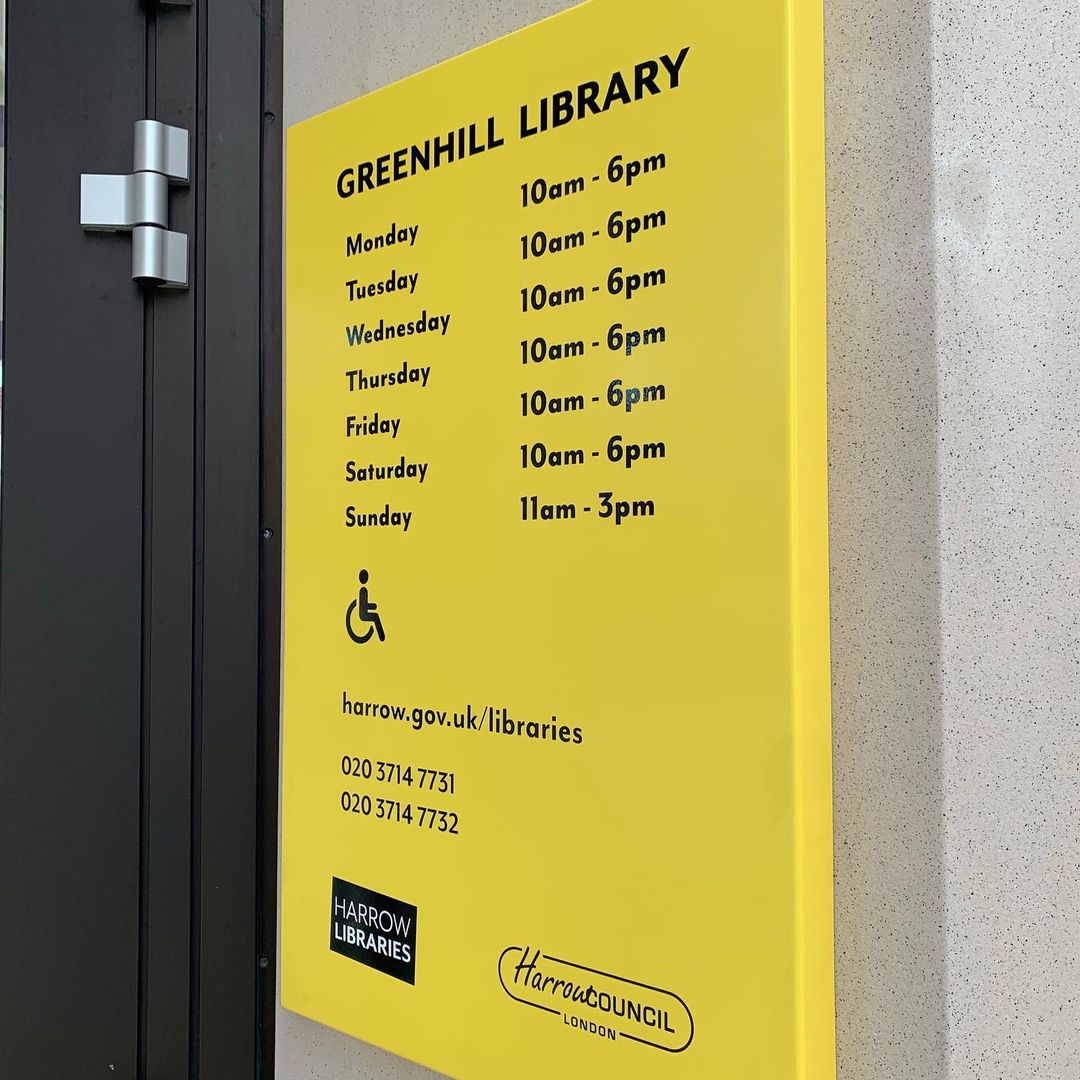 GREENHILL LIBRARY
Monday 10am - 6pm
Tuesday 10am - 6pm
Wednesday 10am - 6pm
Thursday 10am - 6pm
Friday 10am - 6pm
Saturday 10am - 6pm
Sunday 11am - 3pm
harrow.gov.uk/libraries
020 3714 7731
020 3714 7732
HARROW
LIBRARIES
HarrowCOUNCIL
LONDON